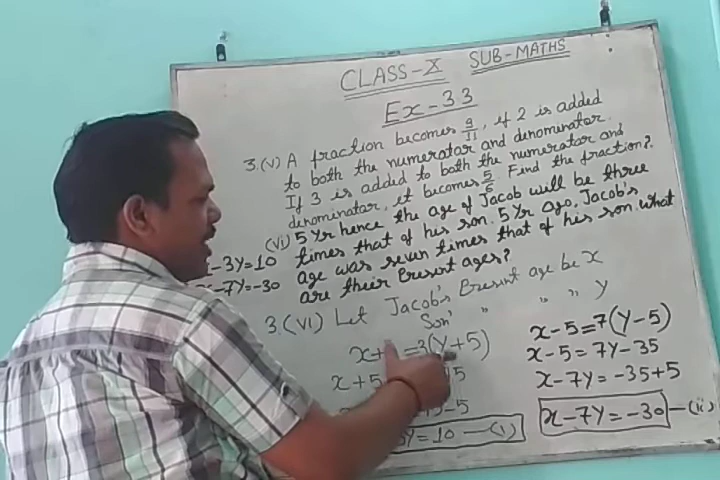 CLASS-X SUB-MATHS
Ex-3.3
3.(V) A fraction becomes 9/11, if 2 is added
to both the numerator and denominator.
If 3 is added to both the numerator and
denominator, it becomes 5/6. Find the fraction?
(vi) 5 Yr hence, the age of Jacob will be three
times that of his son. 5 Yr ago, Jacob's
age was seven times that of his son. What
are their Present ages?
-3Y=10
-7Y=-30
3.(VI) Let Jacob's Present age be X
Son' " " " Y
x+ =3(Y+5)
x+5 15
15-5
3Y=10 —(i)
x-5=7(Y-5)
x-5=7Y-35
x-7Y=-35+5
x-7Y=-30 —(ii)